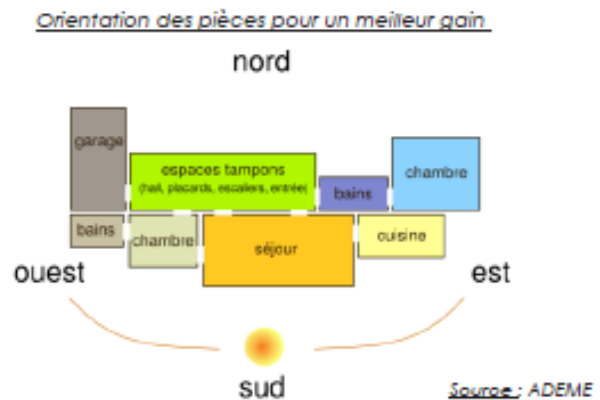 Orientation des pièces pour un meilleur gain
nord
garage
espaces tampons
(hall, placards, escaliers, entrée)
bains
chambre
bains
chambre
séjour
cuisine
ouest
est
sud
Source : ADEME